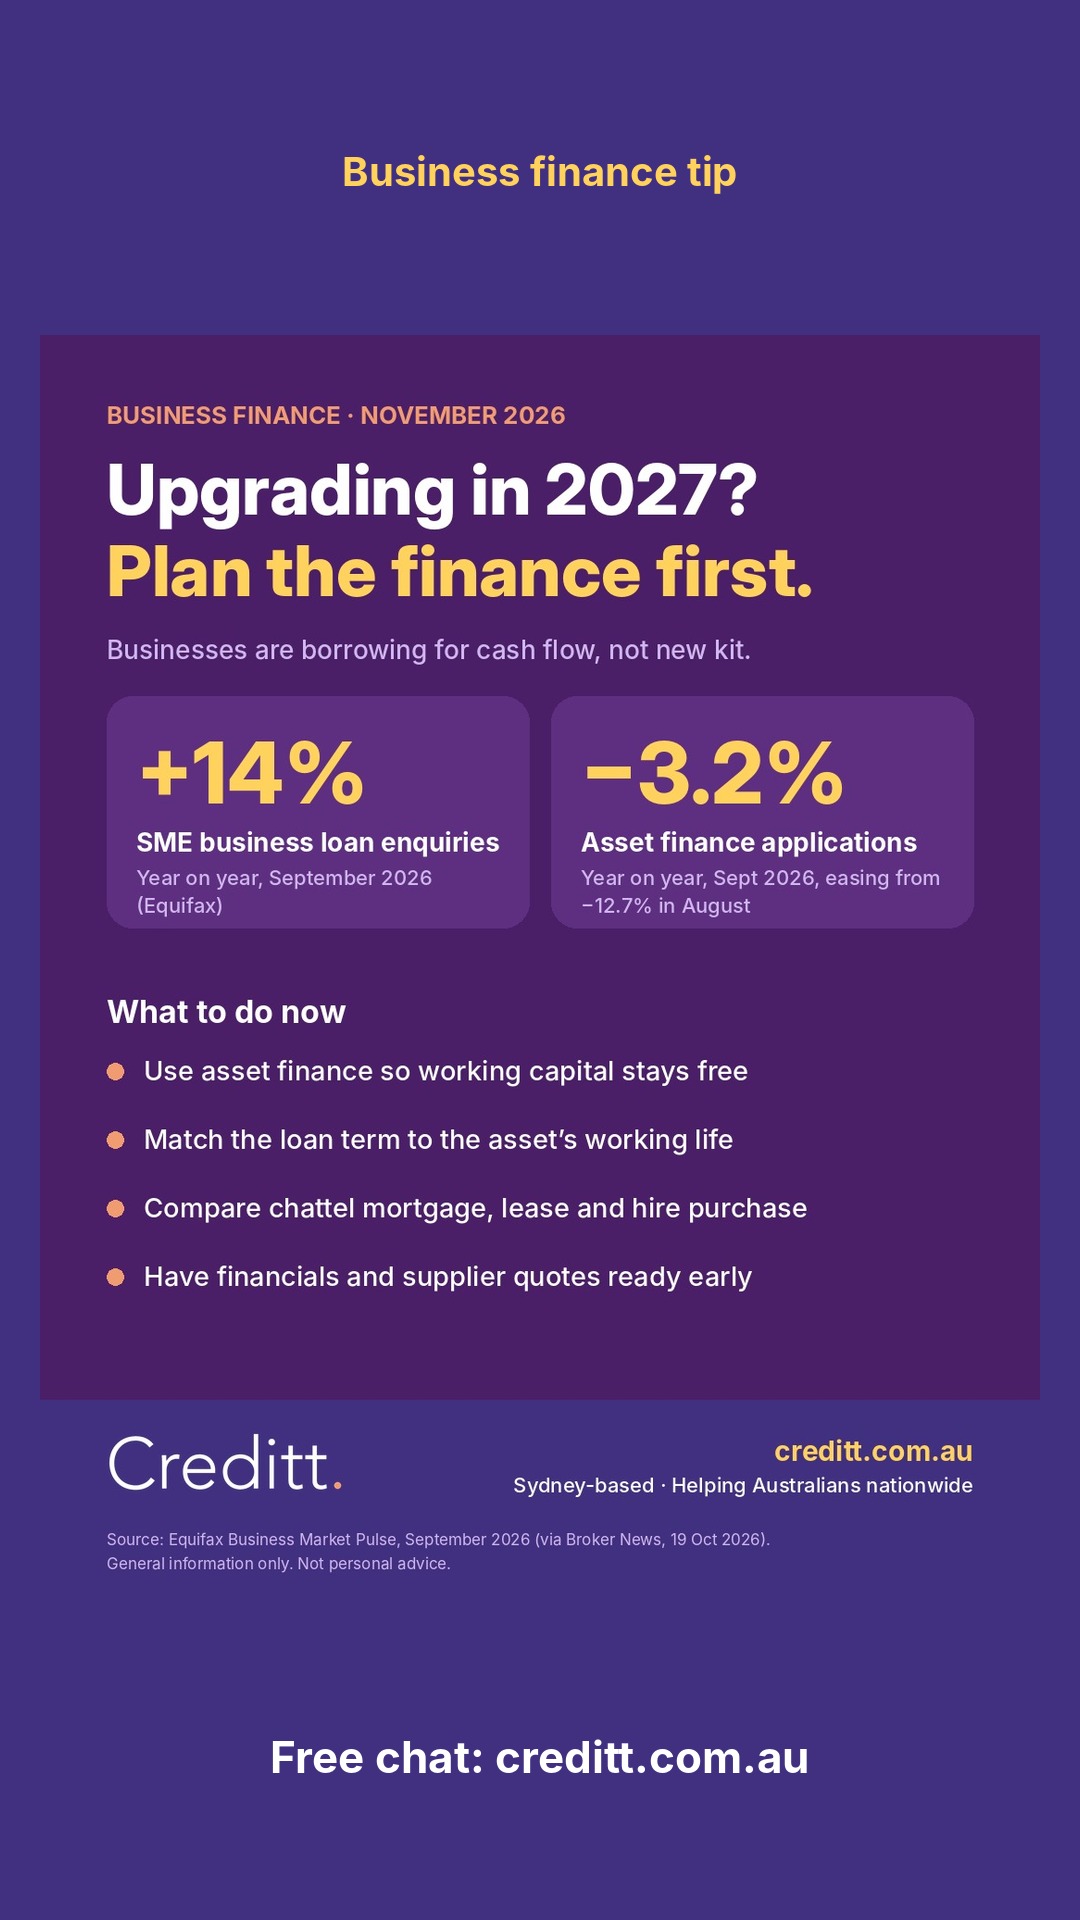 Business finance tip
BUSINESS FINANCE · NOVEMBER 2026
Upgrading in 2027?
Plan the finance first.
Businesses are borrowing for cash flow, not new kit.
+14%
SME business loan enquiries
Year on year, September 2026
(Equifax)
−3.2%
Asset finance applications
Year on year, Sept 2026, easing from
−12.7% in August
What to do now
Use asset finance so working capital stays free
Match the loan term to the asset’s working life
Compare chattel mortgage, lease and hire purchase
Have financials and supplier quotes ready early
Creditt.
creditt.com.au
Sydney-based · Helping Australians nationwide
Source: Equifax Business Market Pulse, September 2026 (via Broker News, 19 Oct 2026).
General information only. Not personal advice.
Free chat: creditt.com.au